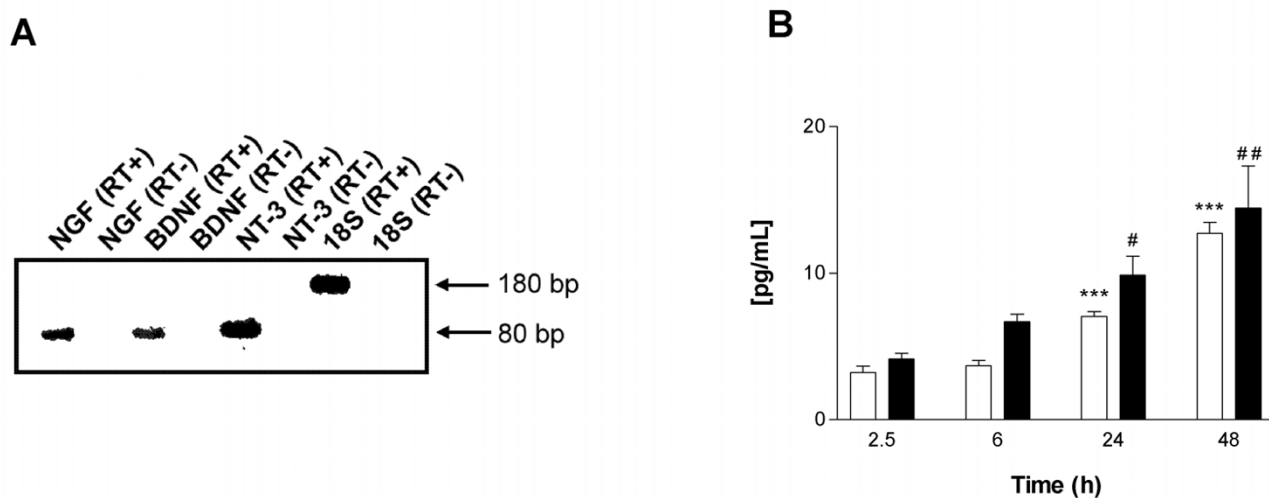 A
NGF (RT+)
NGF (RT-)
BDNF (RT+)
BDNF (RT-)
NT-3 (RT+)
NT-3 (RT-)
18S (RT+)
18S (RT-)
180 bp
80 bp
B
[pg/mL]
20
10
0
***
#
***
##
2.5 6 24 48
Time (h)